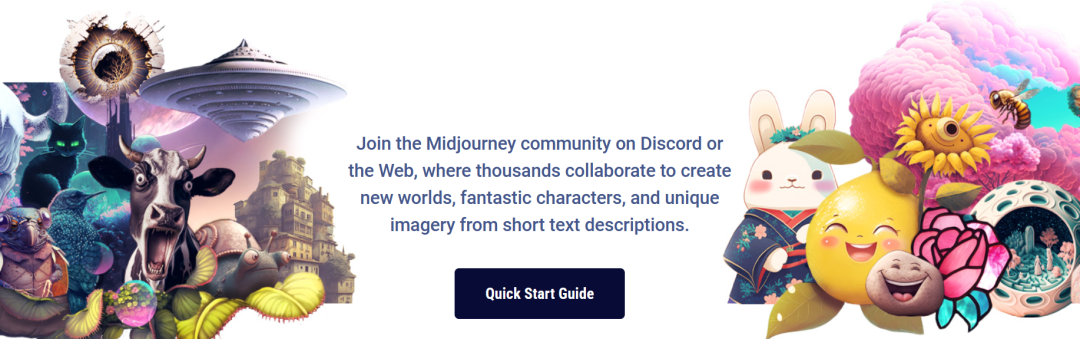 Join the Midjourney community on Discord or
the Web, where thousands collaborate to create
new worlds, fantastic characters, and unique
imagery from short text descriptions.
Quick Start Guide